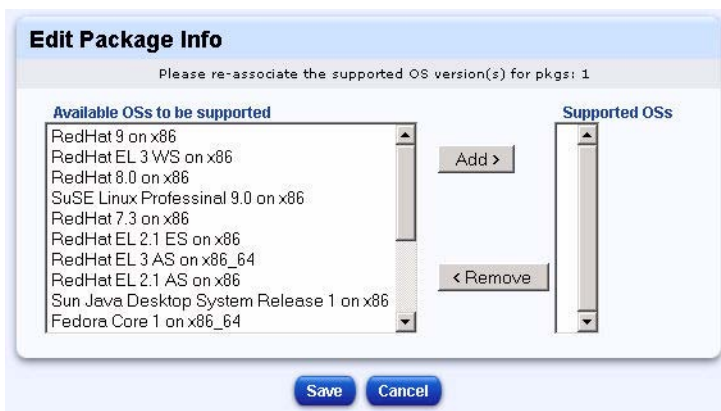 Edit Package Info
Please re-associate the supported OS version(s) for pkgs: 1
Available OSs to be supported
Supported OSs
RedHat 9 on x86
RedHat EL 3 WS on x86
RedHat 8.0 on x86
SuSE Linux Professinal 9.0 on x86
RedHat 7.3 on x86
RedHat EL 2.1 ES on x86
RedHat EL 3 AS on x86_64
RedHat EL 2.1 AS on x86
Sun Java Desktop System Release 1 on x86
Fedora Core 1 on x86_64
Add >
< Remove
Save
Cancel